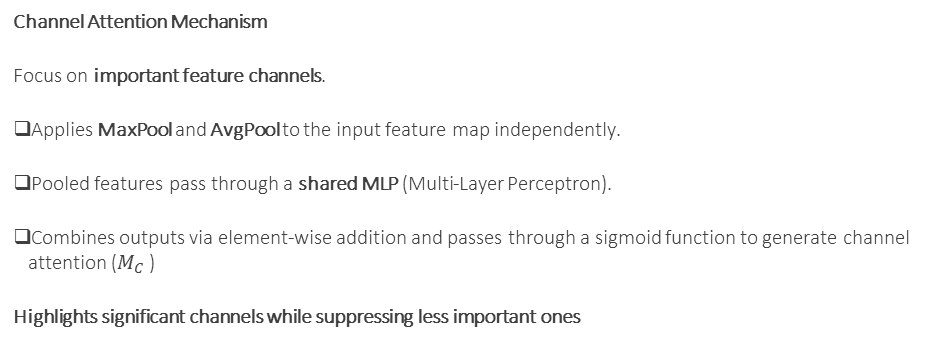 Channel Attention Mechanism
Focus on important feature channels.
❑Applies MaxPool and AvgPool to the input feature map independently.
❑Pooled features pass through a shared MLP (Multi-Layer Perceptron).
❑Combines outputs via element-wise addition and passes through a sigmoid function to generate channel
attention (M_C )
Highlights significant channels while suppressing less important ones